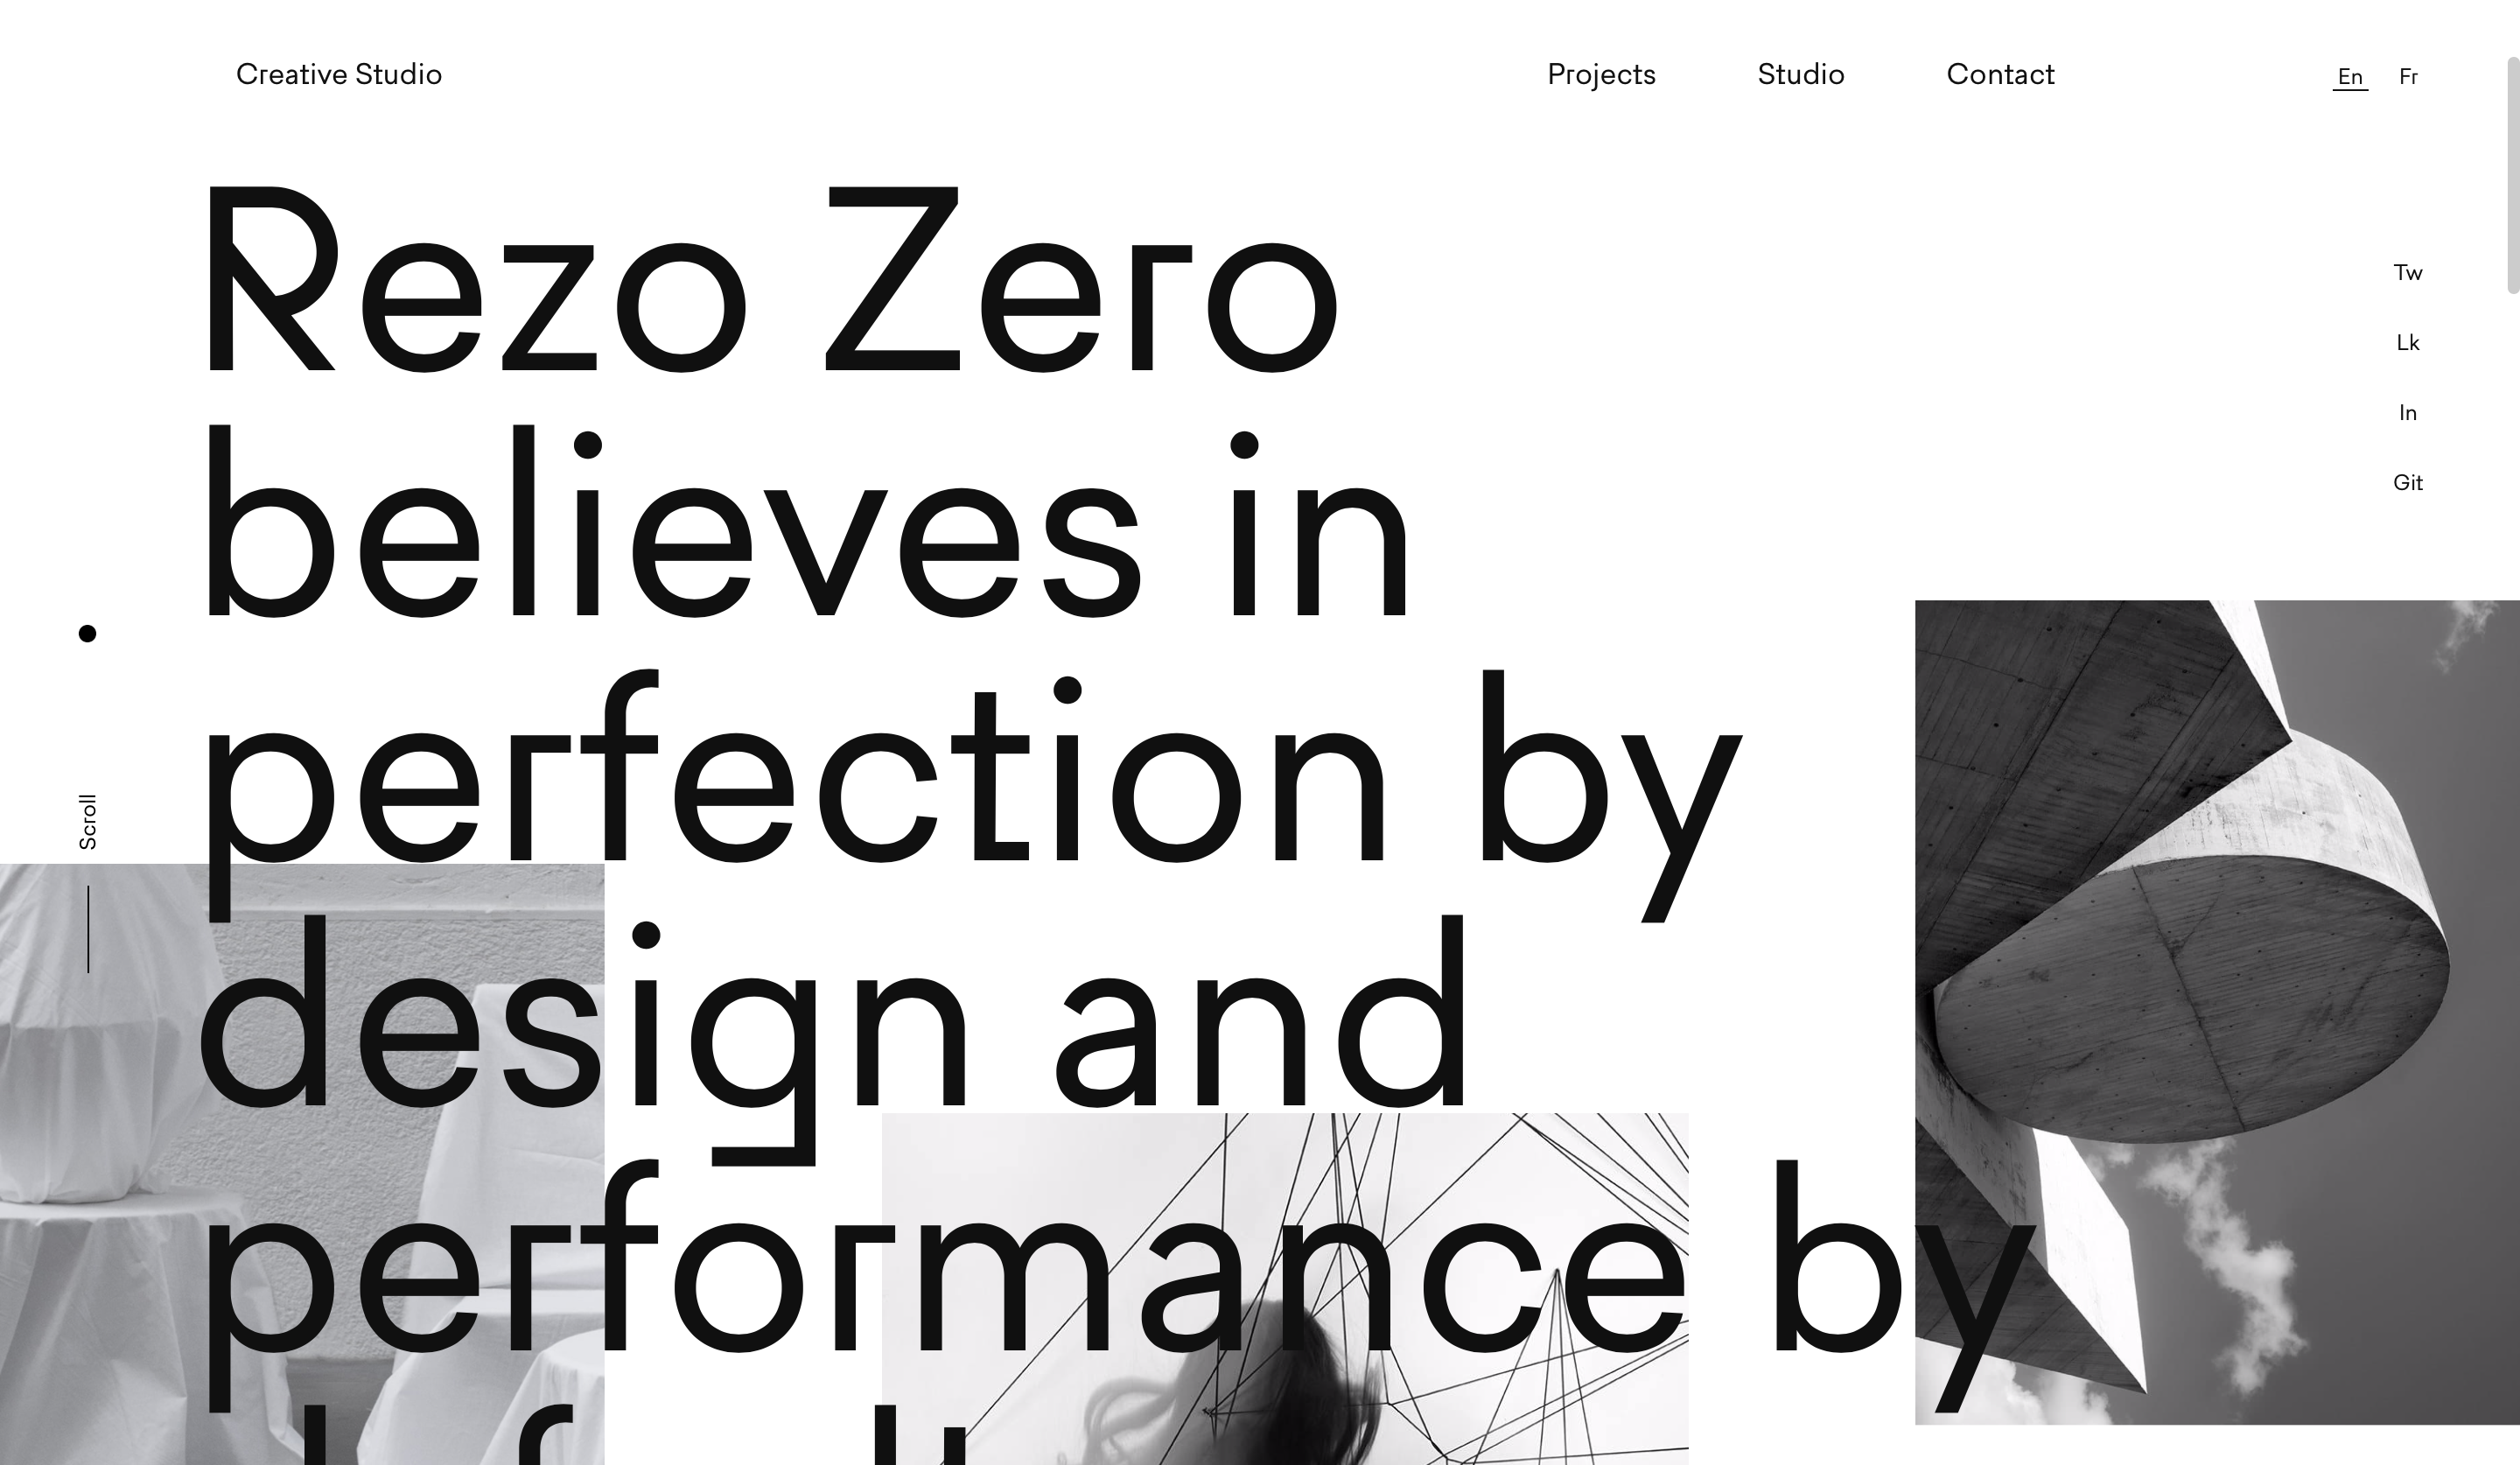 Creative Studio
Projects
Studio
Contact
En
Fr
Rezo Zero
believes in
perfection by
design and
performance by
Tw
Lk
In
Git
Scroll